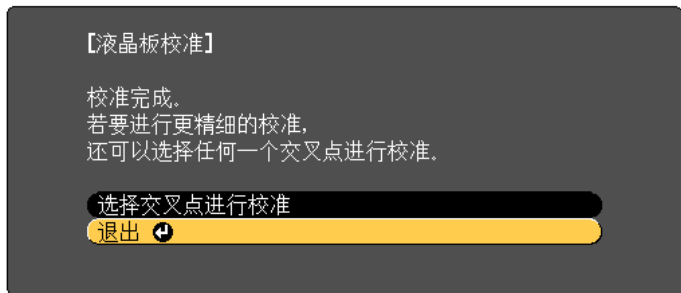 【液晶板校准】
校准完成。
若要进行更精细的校准，
还可以选择任何一个交叉点进行校准。
选择交叉点进行校准
退出